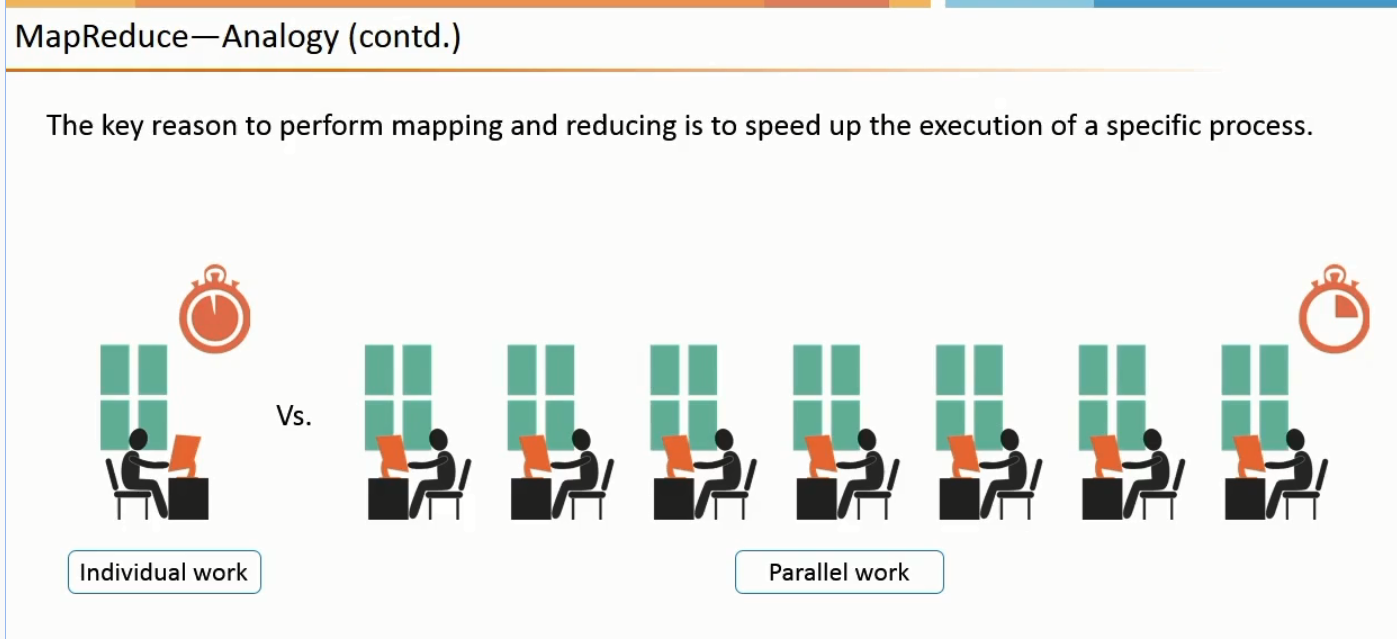 MapReduce—Analogy (contd.)
The key reason to perform mapping and reducing is to speed up the execution of a specific process.
Vs.
Individual work
Parallel work